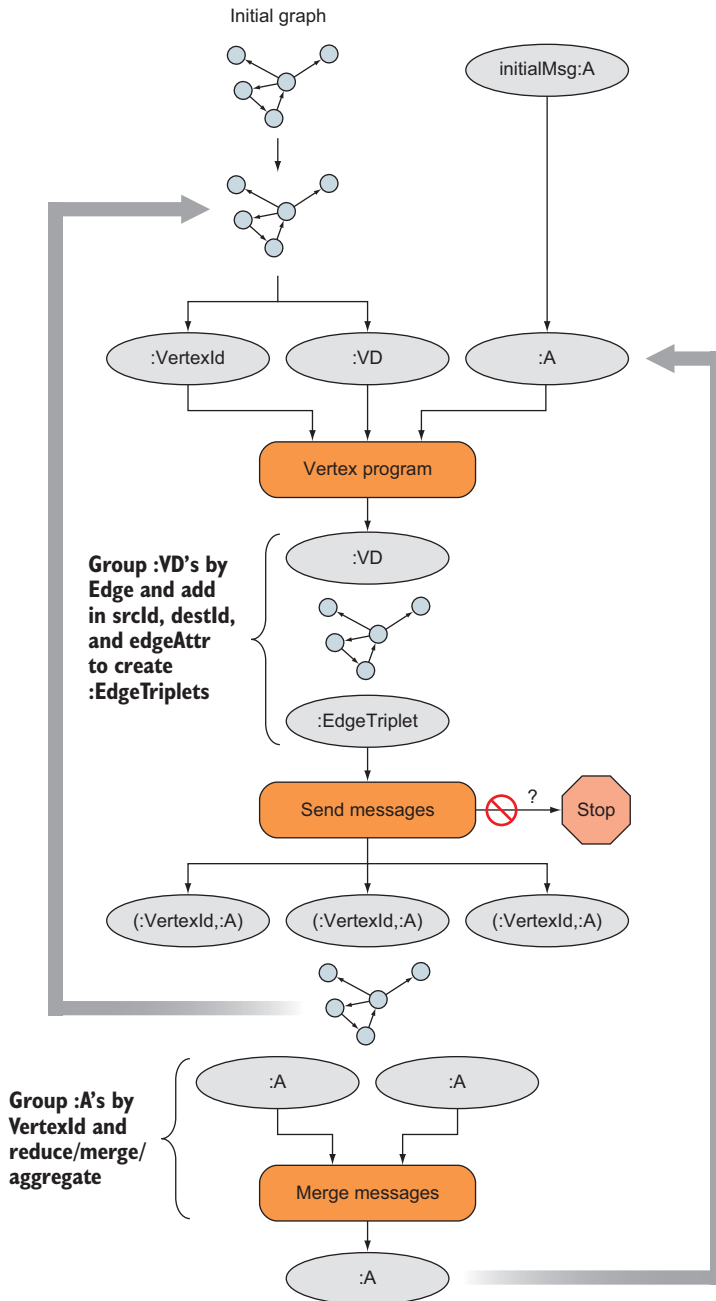 Initial graph
initialMsg:A
:VertexId
:VD
:A
Vertex program
:VD
Group :VD's by
Edge and add
in srcId, destId,
and edgeAttr
to create
:EdgeTriplets
:EdgeTriplet
Send messages
?
Stop
(:VertexId,:A)
(:VertexId,:A)
(:VertexId,:A)
:A
:A
Group :A's by
VertexId and
reduce/merge/
aggregate
Merge messages
:A